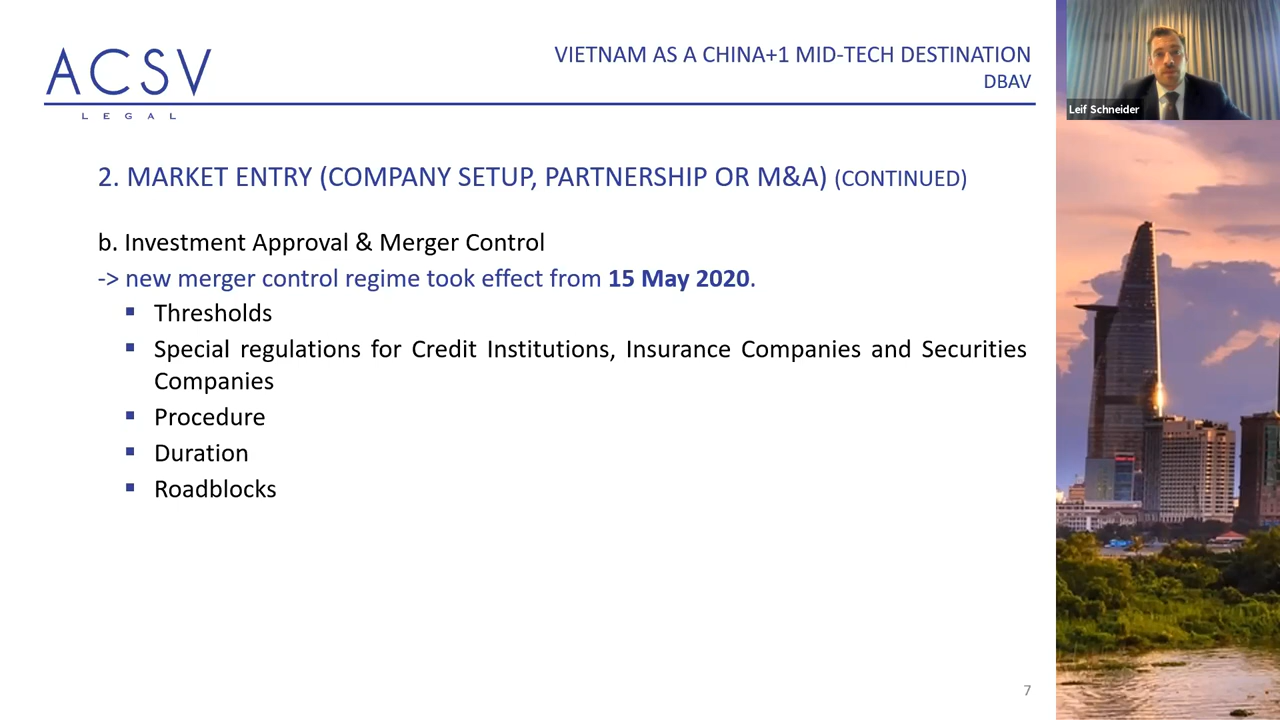 ACSV
LEGAL
VIETNAM AS A CHINA+1 MID-TECH DESTINATION
DBAV
Leif Schneider
2. MARKET ENTRY (COMPANY SETUP, PARTNERSHIP OR M&A) (CONTINUED)
b. Investment Approval & Merger Control
-> new merger control regime took effect from 15 May 2020.
▪ Thresholds
▪ Special regulations for Credit Institutions, Insurance Companies and Securities
Companies
▪ Procedure
▪ Duration
▪ Roadblocks
7